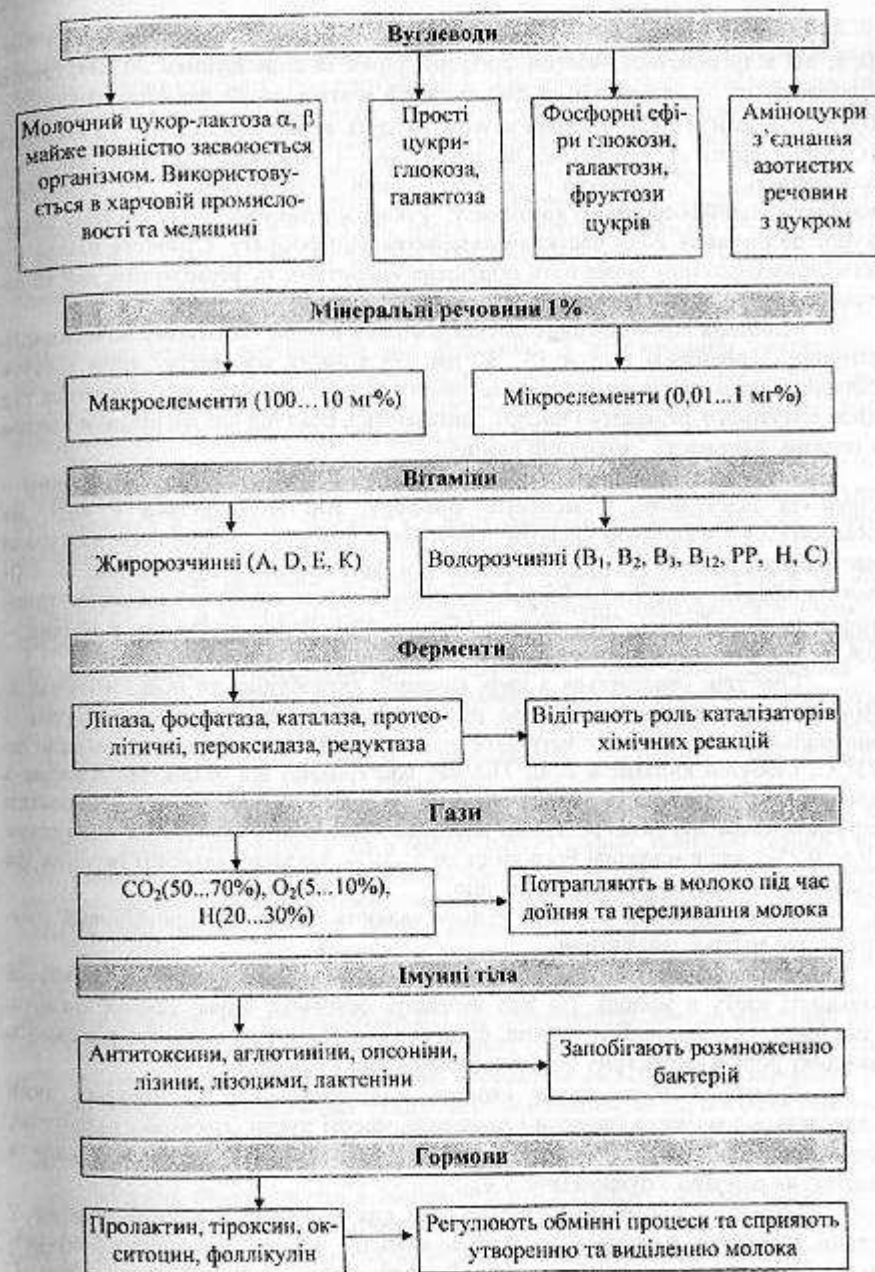 Вуглеводи
Молочний цукор-лактоза α, β
майже повністю засвоюється
організмом. Використову-
ється в харчовій промисло-
вості та медицині
Прості
цукри-
глюкоза,
галактоза
Фосфорні ефі-
ри глюкози,
галактози,
фруктози
цукрів
Аміноцукри
з’єднання
азотистих
речовин
з цукром
Мінеральні речовини 1%
Макроелементи (100...10 мг%)
Мікроелементи (0,01...1 мг%)
Вітаміни
Жиророзчинні (A, D, E, K)
Водорозчинні (B₁, B₂, B₃, B₁₂, PP, H, C)
Ферменти
Ліпаза, фосфатаза, каталаза, протео-
літичні, пероксидаза, редуктаза
Відіграють роль каталізаторів
хімічних реакцій
Гази
CO₂(50...70%), O₂(5...10%),
H(20...30%)
Потрапляють в молоко під час
доїння та переливання молока
Імунні тіла
Антитоксини, аглютиніни, опсоніни,
лізини, лізоцими, лактеніни
Запобігають розмноженню
бактерій
Гормони
Пролактин, тіроксин, ок-
ситоцин, фоллікулін
Регулюють обмінні процеси та сприяють
утворенню та виділенню молока